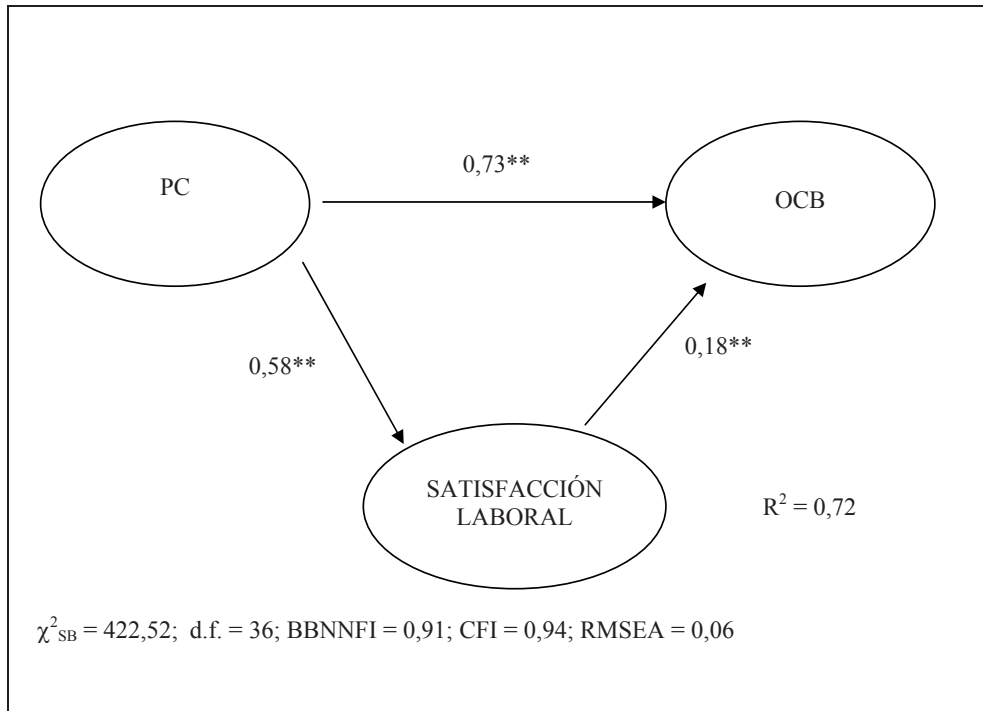 0,73**
PC
OCB
0,58**
0,18**
SATISFACCIÓN
LABORAL
R² = 0,72
χ²SB = 422,52; d.f. = 36; BBNNFI = 0,91; CFI = 0,94; RMSEA = 0,06